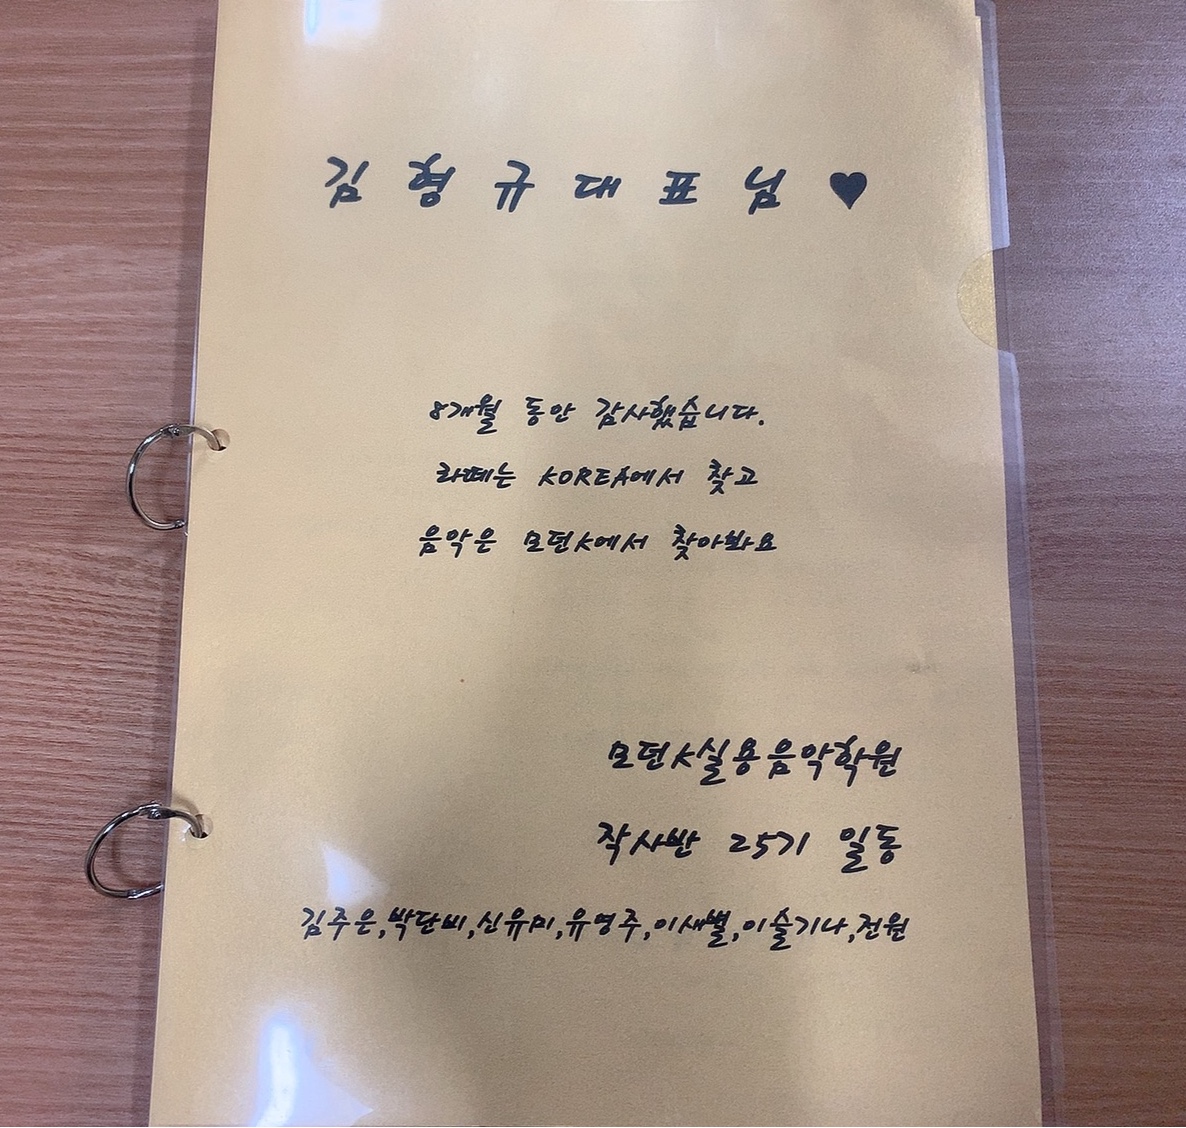 김 형 규 대 표 님 ♥
8개월 동안 감사했습니다.
라떼는 KOREA에서 찾고
음악은 모던K에서 찾아봐요
모던K실용음악학원
작사반 25기 일동
김주은,박단비,신유미,유영주,이새별,이슬기나,전원